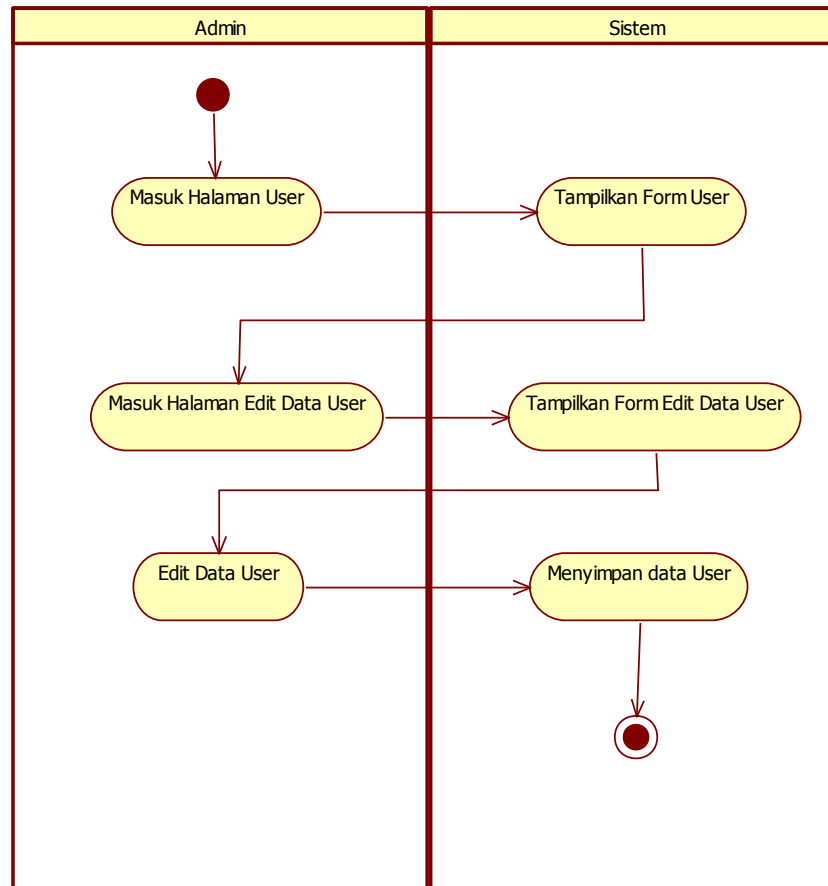 Admin
Sistem
Masuk Halaman User
Tampilkan Form User
Masuk Halaman Edit Data User
Tampilkan Form Edit Data User
Edit Data User
Menyimpan data User